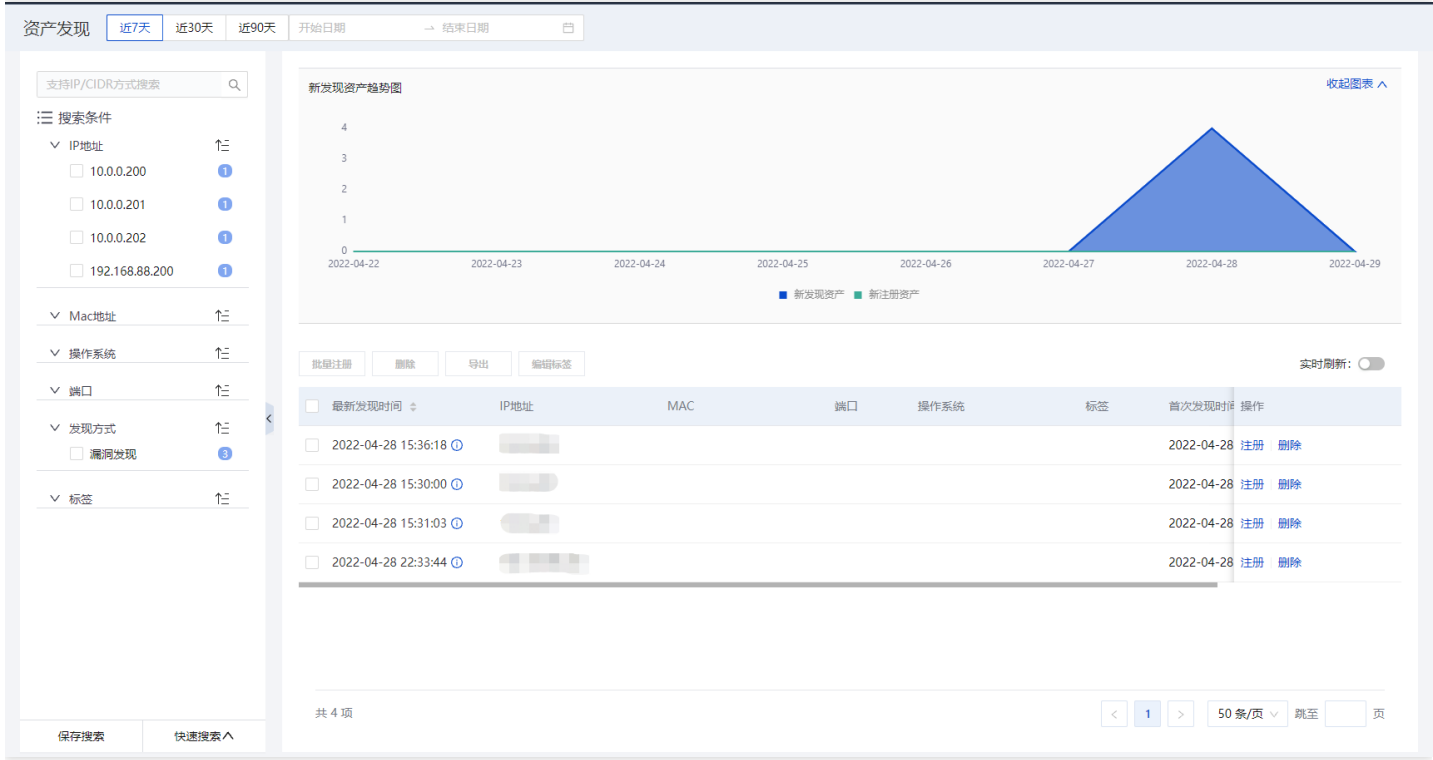 资产发现 近7天 近30天 近90天 开始日期 → 结束日期
支持IP/CIDR方式搜索
搜索条件
IP地址
10.0.0.200 1
10.0.0.201 1
10.0.0.202 1
192.168.88.200 1
Mac地址
操作系统
端口
发现方式
漏洞发现 3
标签
保存搜索 快速搜索
新发现资产趋势图 收起图表
4
3
2
1
0
2022-04-22 2022-04-23 2022-04-24 2022-04-25 2022-04-26 2022-04-27 2022-04-28 2022-04-29
新发现资产 新注册资产
批量注册 删除 导出 编辑标签 实时刷新:
最新发现时间 IP地址 MAC 端口 操作系统 标签 首次发现时间 操作
2022-04-28 15:36:18 2022-04-28 注册 删除
2022-04-28 15:30:00 2022-04-28 注册 删除
2022-04-28 15:31:03 2022-04-28 注册 删除
2022-04-28 22:33:44 2022-04-28 注册 删除
共 4 项 < 1 > 50 条/页 跳至 页